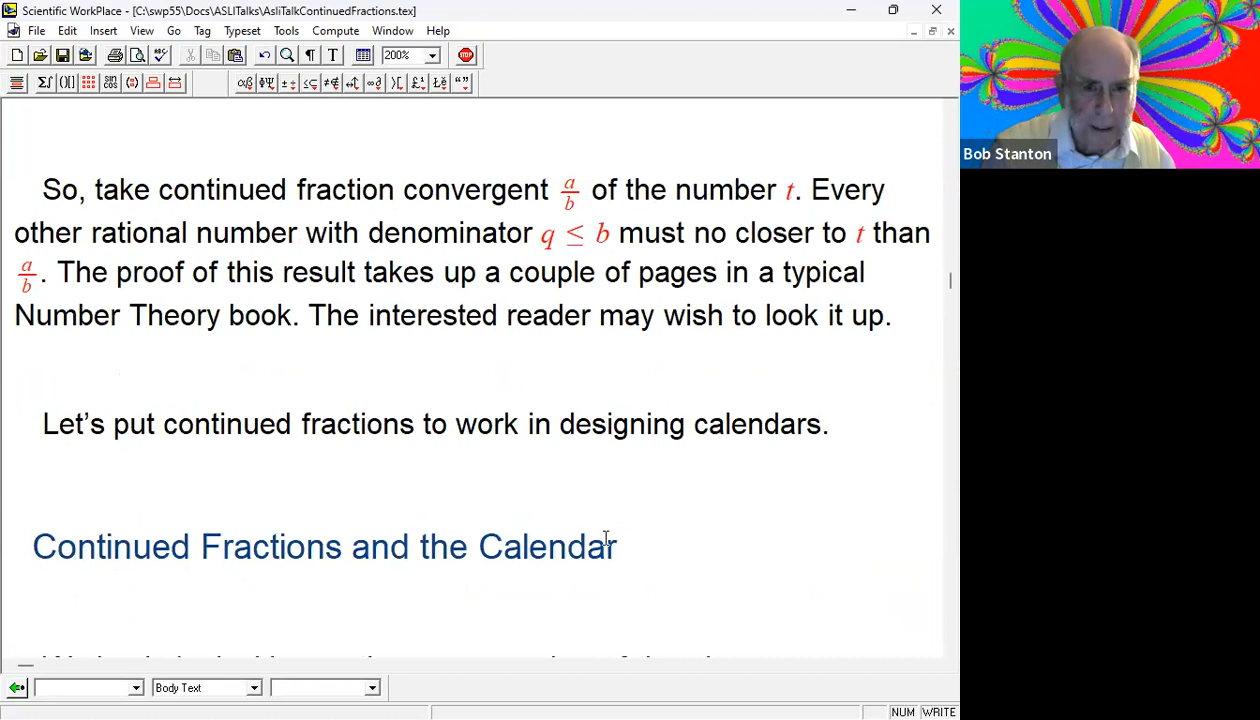 Scientific WorkPlace - [C:\swp55\Docs\ASLITalks\AsliTalkContinuedFractions.tex]
File Edit Insert View Go Tag Typeset Tools Compute Window Help
200%
So, take continued fraction convergent a/b of the number t. Every
other rational number with denominator q ≤ b must no closer to t than
a/b. The proof of this result takes up a couple of pages in a typical
Number Theory book. The interested reader may wish to look it up.
Let's put continued fractions to work in designing calendars.
Continued Fractions and the Calendar
Body Text
NUM WRITE
Bob Stanton